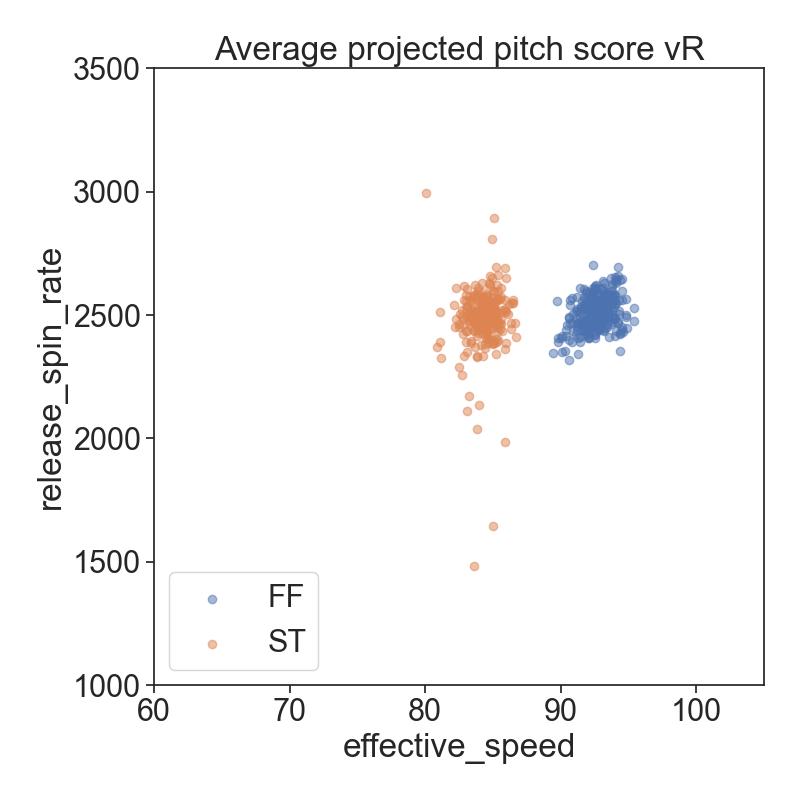 Average projected pitch score vR
3500
3000
2500
2000
1500
1000
release_spin_rate
FF
ST
60 70 80 90 100
effective_speed